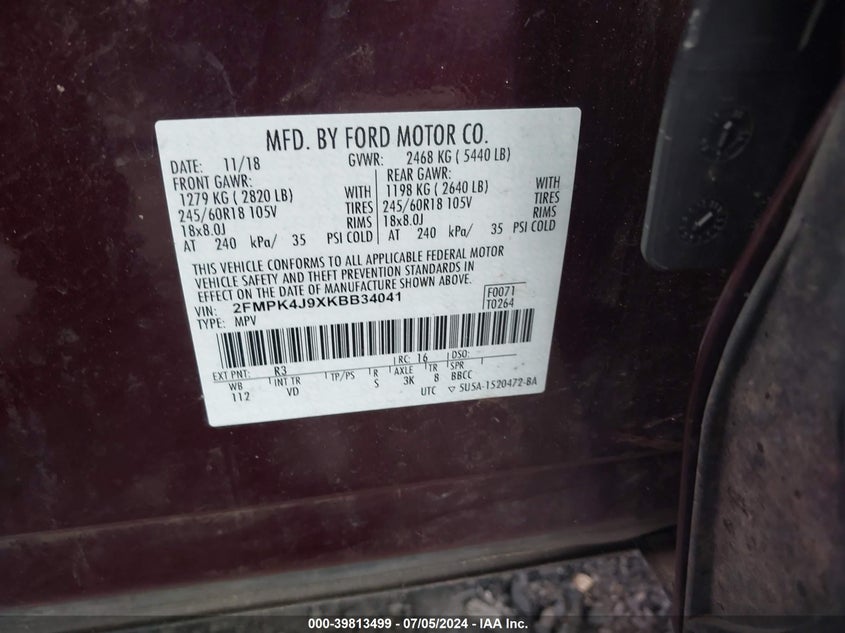 MFD. BY FORD MOTOR CO.
DATE: 11/18 GVWR: 2468 KG ( 5440 LB)
FRONT GAWR: REAR GAWR:
1279 KG ( 2820 LB) WITH 1198 KG ( 2640 LB) WITH
245/60R18 105V TIRES 245/60R18 105V TIRES
18x8.0J RIMS 18x8.0J RIMS
AT 240 kPa/ 35 PSI COLD AT 240 kPa/ 35 PSI COLD
THIS VEHICLE CONFORMS TO ALL APPLICABLE FEDERAL MOTOR
VEHICLE SAFETY AND THEFT PREVENTION STANDARDS IN
EFFECT ON THE DATE OF MANUFACTURE SHOWN ABOVE.
VIN: 2FMPK4J9XKBB34041 F0071
TYPE: MPV T0264
EXT PNT: R3 RC: 16 DSO:
WB INT TR TP/PS R AXLE TR SPR
112 VD S 3K 8 BBCC
UTC ▽ 5U5A-1520472-BA
000-39813499 - 07/05/2024 - IAA Inc.